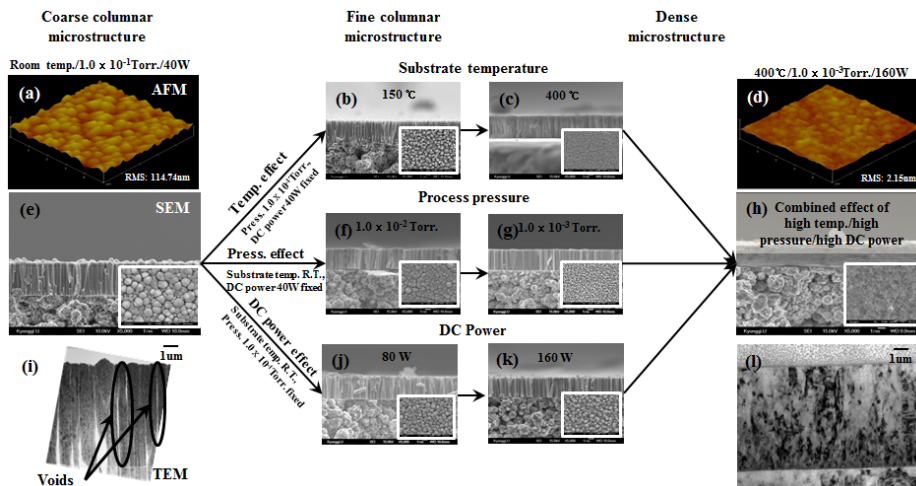 Coarse columnar
microstructure
Fine columnar
microstructure
Dense
microstructure
Room temp./1.0 x 10⁻¹Torr./40W
Substrate temperature
400℃/1.0 x 10⁻³Torr./160W
(a) AFM
RMS: 114.74nm
(b) 150 ℃
(c) 400 ℃
(d)
RMS: 2.15nm
Temp. effect
Press. 1.0 x 10⁻¹Torr.,
DC power 40W fixed
Process pressure
(e) SEM
Press. effect
Substrate temp. R.T.,
DC power 40W fixed
(f) 1.0 x 10⁻² Torr.
(g) 1.0 x 10⁻³ Torr.
(h) Combined effect of
high temp./high
pressure/high DC power
DC power effect
Substrate temp. R.T.,
Press. 1.0 x 10⁻¹Torr. fixed
DC Power
(i) 1um
Voids
TEM
(j) 80 W
(k) 160 W
(l) 1um